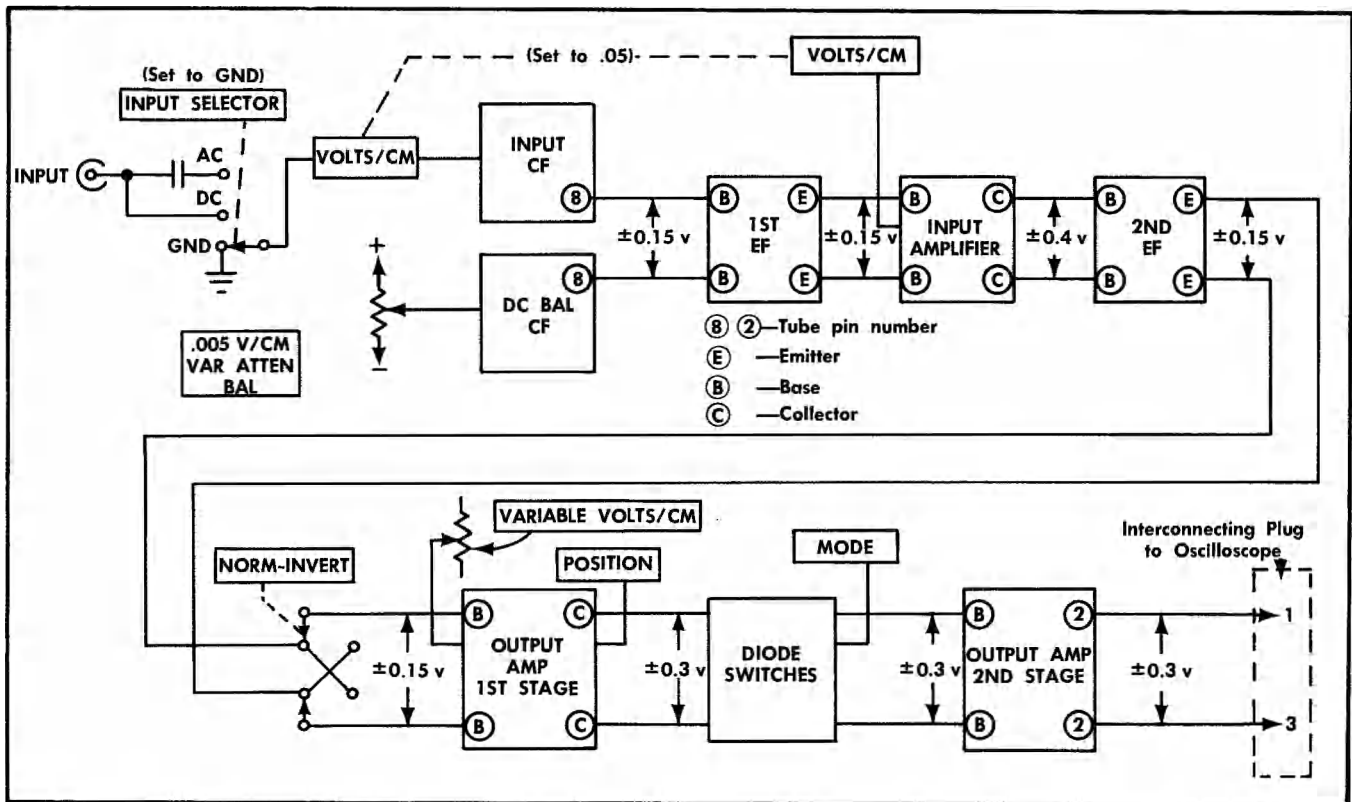 (Set to GND)
INPUT SELECTOR
(Set to .05)
VOLTS/CM
INPUT
AC
DC
GND
VOLTS/CM
INPUT
CF
8
+
−
DC BAL
CF
8
.005 V/CM
VAR ATTEN
BAL
±0.15 v
B
E
1ST
EF
B
E
±0.15 v
B
C
INPUT
AMPLIFIER
B
C
±0.4 v
B
E
2ND
EF
B
E
±0.15 v
8 2—Tube pin number
E —Emitter
B —Base
C —Collector
NORM-INVERT
VARIABLE VOLTS/CM
POSITION
MODE
Interconnecting Plug
to Oscilloscope
±0.15 v
B
C
OUTPUT
AMP
1ST STAGE
B
C
±0.3 v
DIODE
SWITCHES
±0.3 v
B
2
OUTPUT AMP
2ND STAGE
B
2
±0.3 v
1
3